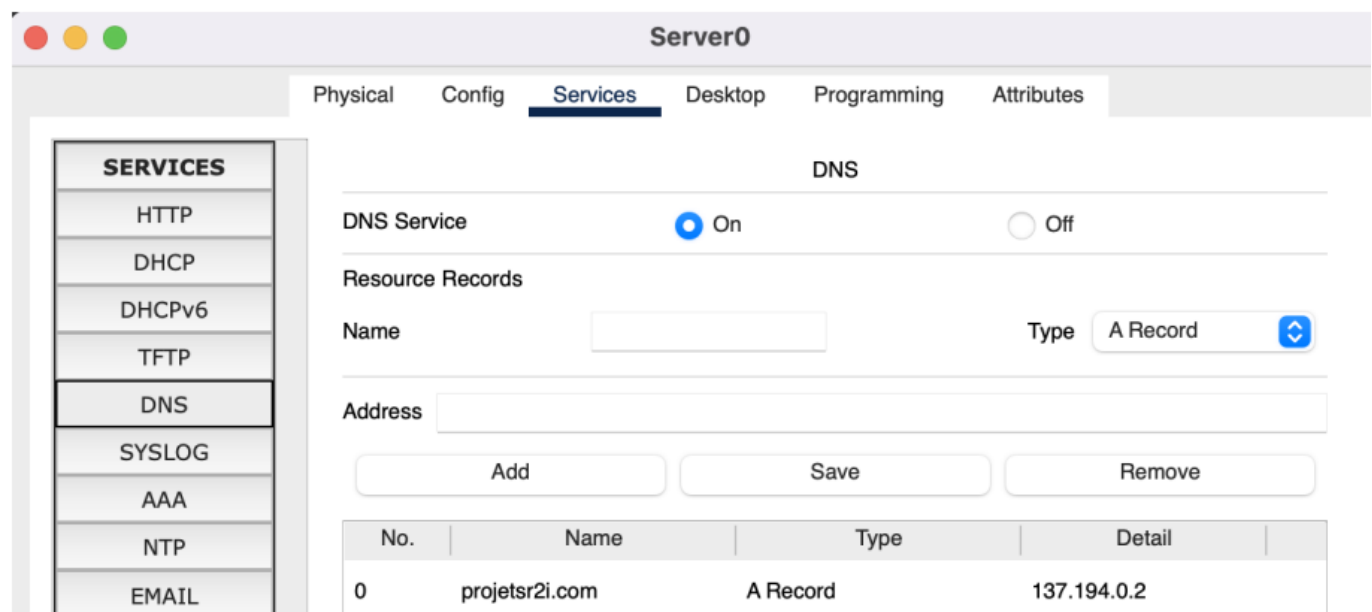 Server0
Physical Config Services Desktop Programming Attributes
SERVICES
HTTP
DHCP
DHCPv6
TFTP
DNS
SYSLOG
AAA
NTP
EMAIL
DNS
DNS Service On Off
Resource Records
Name Type A Record
Address
Add Save Remove
No. Name Type Detail
0 projetsr2i.com A Record 137.194.0.2